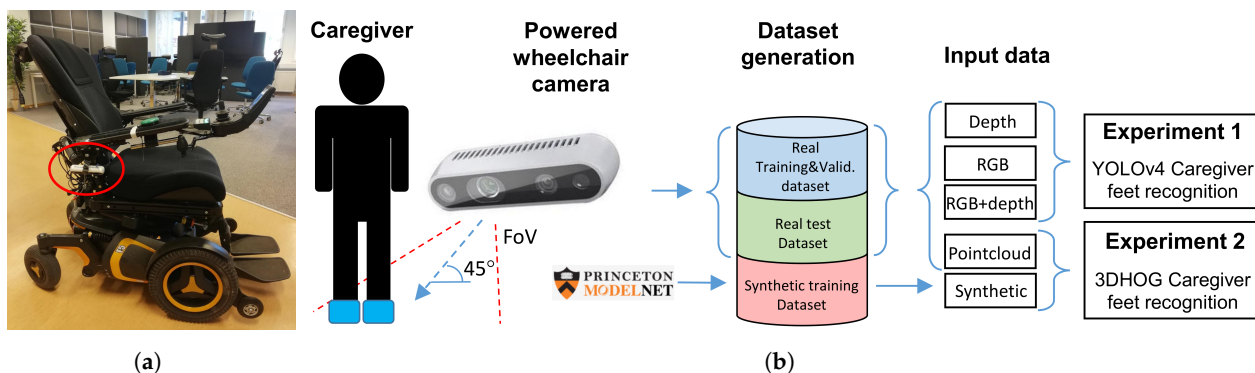 Caregiver
Powered
wheelchair
camera
Dataset
generation
Input data
FoV
45°
PRINCETON
MODELNET
Real
Training&Valid.
dataset
Real test
Dataset
Synthetic training
Dataset
Depth
RGB
RGB+depth
Pointcloud
Synthetic
Experiment 1
YOLOv4 Caregiver
feet recognition
Experiment 2
3DHOG Caregiver
feet recognition
(a)
(b)